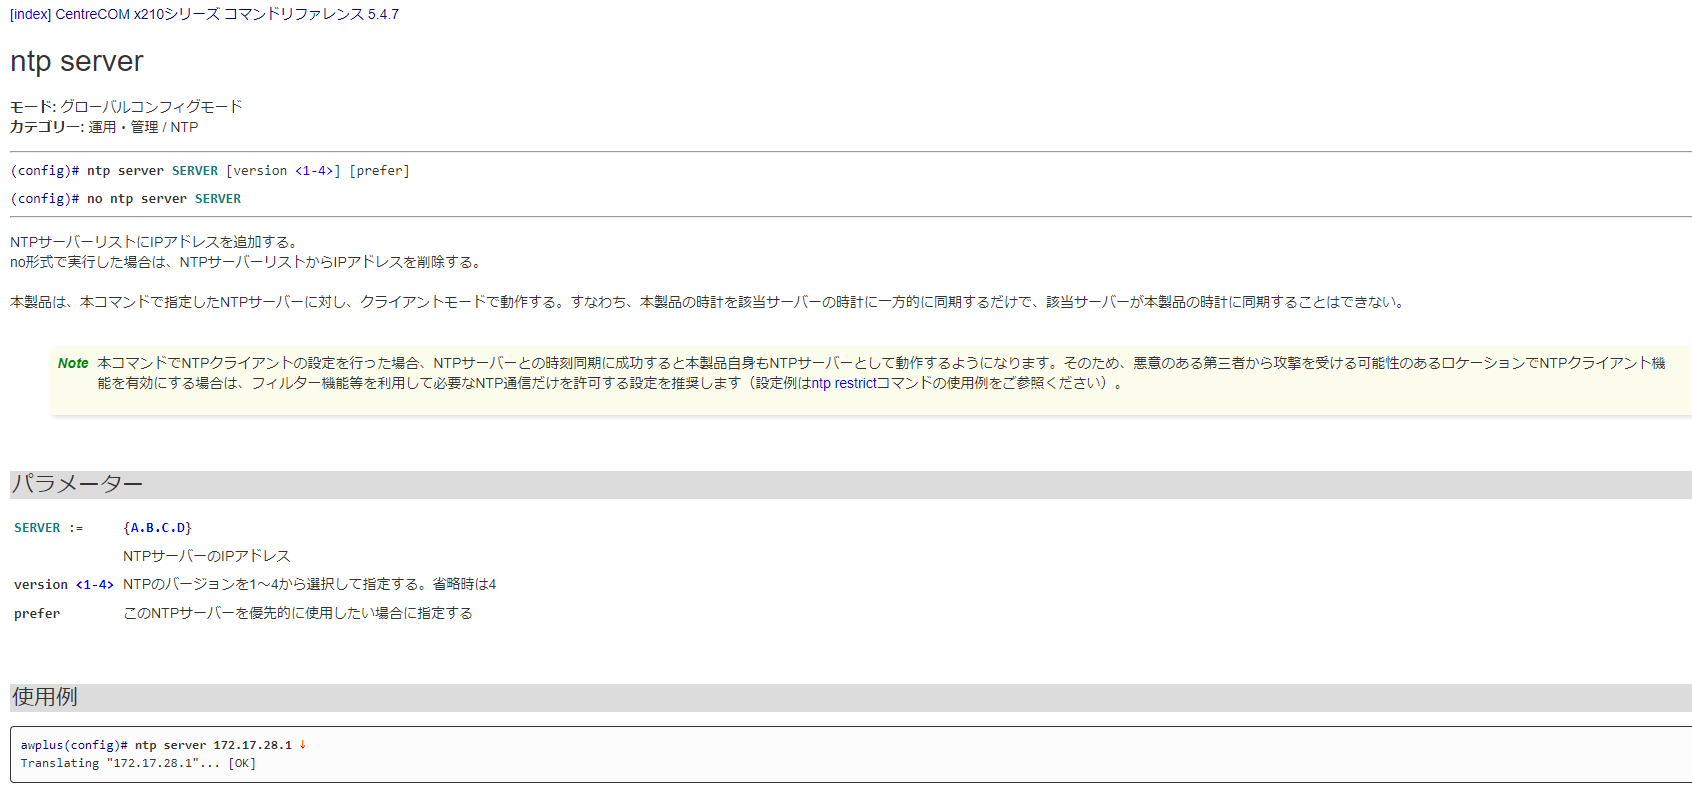 [index] CentreCOM x210シリーズ コマンドリファレンス 5.4.7
ntp server
モード: グローバルコンフィグモード
カテゴリー: 運用・管理 / NTP
(config)# ntp server SERVER [version <1-4>] [prefer]
(config)# no ntp server SERVER
NTPサーバーリストにIPアドレスを追加する。
no形式で実行した場合は、NTPサーバーリストからIPアドレスを削除する。
本製品は、本コマンドで指定したNTPサーバーに対し、クライアントモードで動作する。すなわち、本製品の時計を該当サーバーの時計に一方的に同期するだけで、該当サーバーが本製品の時計に同期することはできない。
Note 本コマンドでNTPクライアントの設定を行った場合、NTPサーバーとの時刻同期に成功すると本製品自身もNTPサーバーとして動作するようになります。そのため、悪意のある第三者から攻撃を受ける可能性のあるロケーションでNTPクライアント機
能を有効にする場合は、フィルター機能等を利用して必要なNTP通信だけを許可する設定を推奨します（設定例はntp restrictコマンドの使用例をご参照ください）。
パラメーター
SERVER := {A.B.C.D}
NTPサーバーのIPアドレス
version <1-4> NTPのバージョンを1～4から選択して指定する。省略時は4
prefer このNTPサーバーを優先的に使用したい場合に指定する
使用例
awplus(config)# ntp server 172.17.28.1 ↓
Translating "172.17.28.1"... [OK]